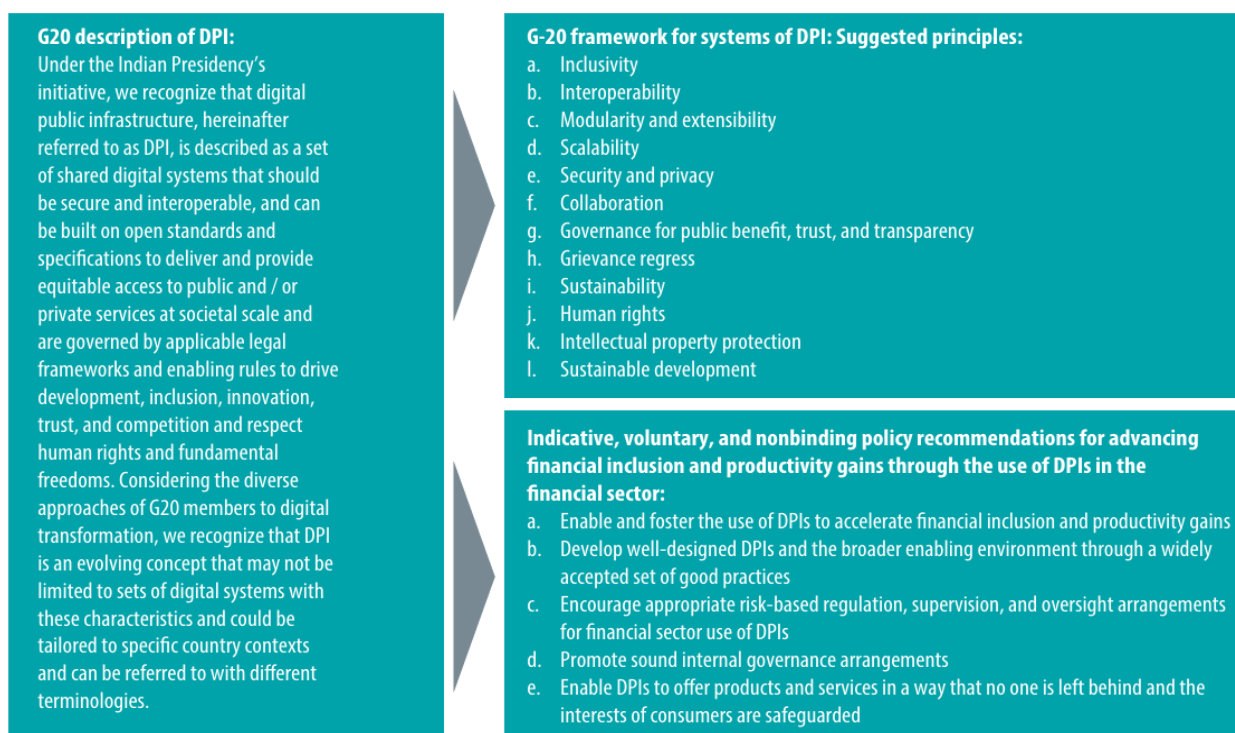 G20 description of DPI:
Under the Indian Presidency's
initiative, we recognize that digital
public infrastructure, hereinafter
referred to as DPI, is described as a set
of shared digital systems that should
be secure and interoperable, and can
be built on open standards and
specifications to deliver and provide
equitable access to public and / or
private services at societal scale and
are governed by applicable legal
frameworks and enabling rules to drive
development, inclusion, innovation,
trust, and competition and respect
human rights and fundamental
freedoms. Considering the diverse
approaches of G20 members to digital
transformation, we recognize that DPI
is an evolving concept that may not be
limited to sets of digital systems with
these characteristics and could be
tailored to specific country contexts
and can be referred to with different
terminologies.
G-20 framework for systems of DPI: Suggested principles:
a. Inclusivity
b. Interoperability
c. Modularity and extensibility
d. Scalability
e. Security and privacy
f. Collaboration
g. Governance for public benefit, trust, and transparency
h. Grievance regress
i. Sustainability
j. Human rights
k. Intellectual property protection
l. Sustainable development
Indicative, voluntary, and nonbinding policy recommendations for advancing
financial inclusion and productivity gains through the use of DPIs in the
financial sector:
a. Enable and foster the use of DPIs to accelerate financial inclusion and productivity gains
b. Develop well-designed DPIs and the broader enabling environment through a widely
accepted set of good practices
c. Encourage appropriate risk-based regulation, supervision, and oversight arrangements
for financial sector use of DPIs
d. Promote sound internal governance arrangements
e. Enable DPIs to offer products and services in a way that no one is left behind and the
interests of consumers are safeguarded